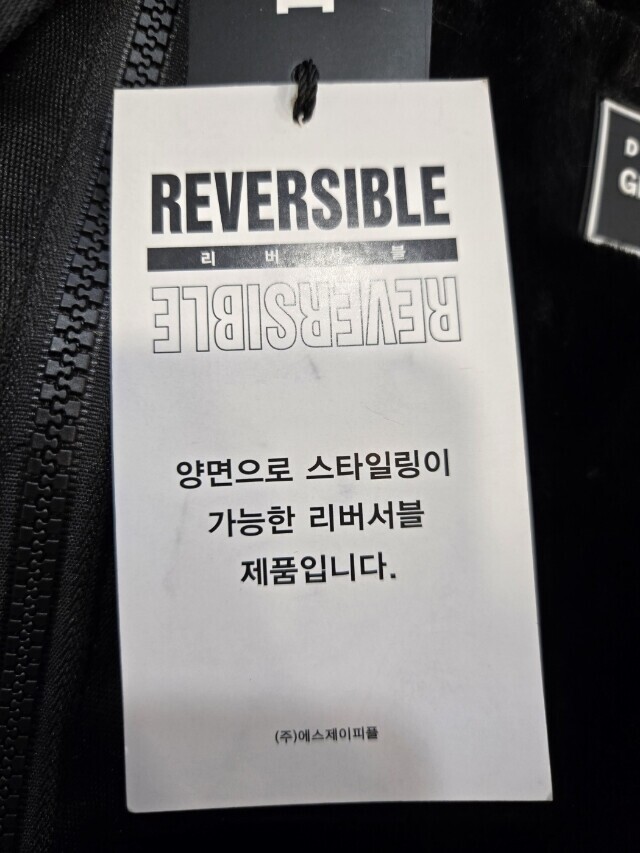 REVERSIBLE
리버서블
REVERSIBLE
양면으로 스타일링이
가능한 리버서블
제품입니다.
(주)에스제이피플